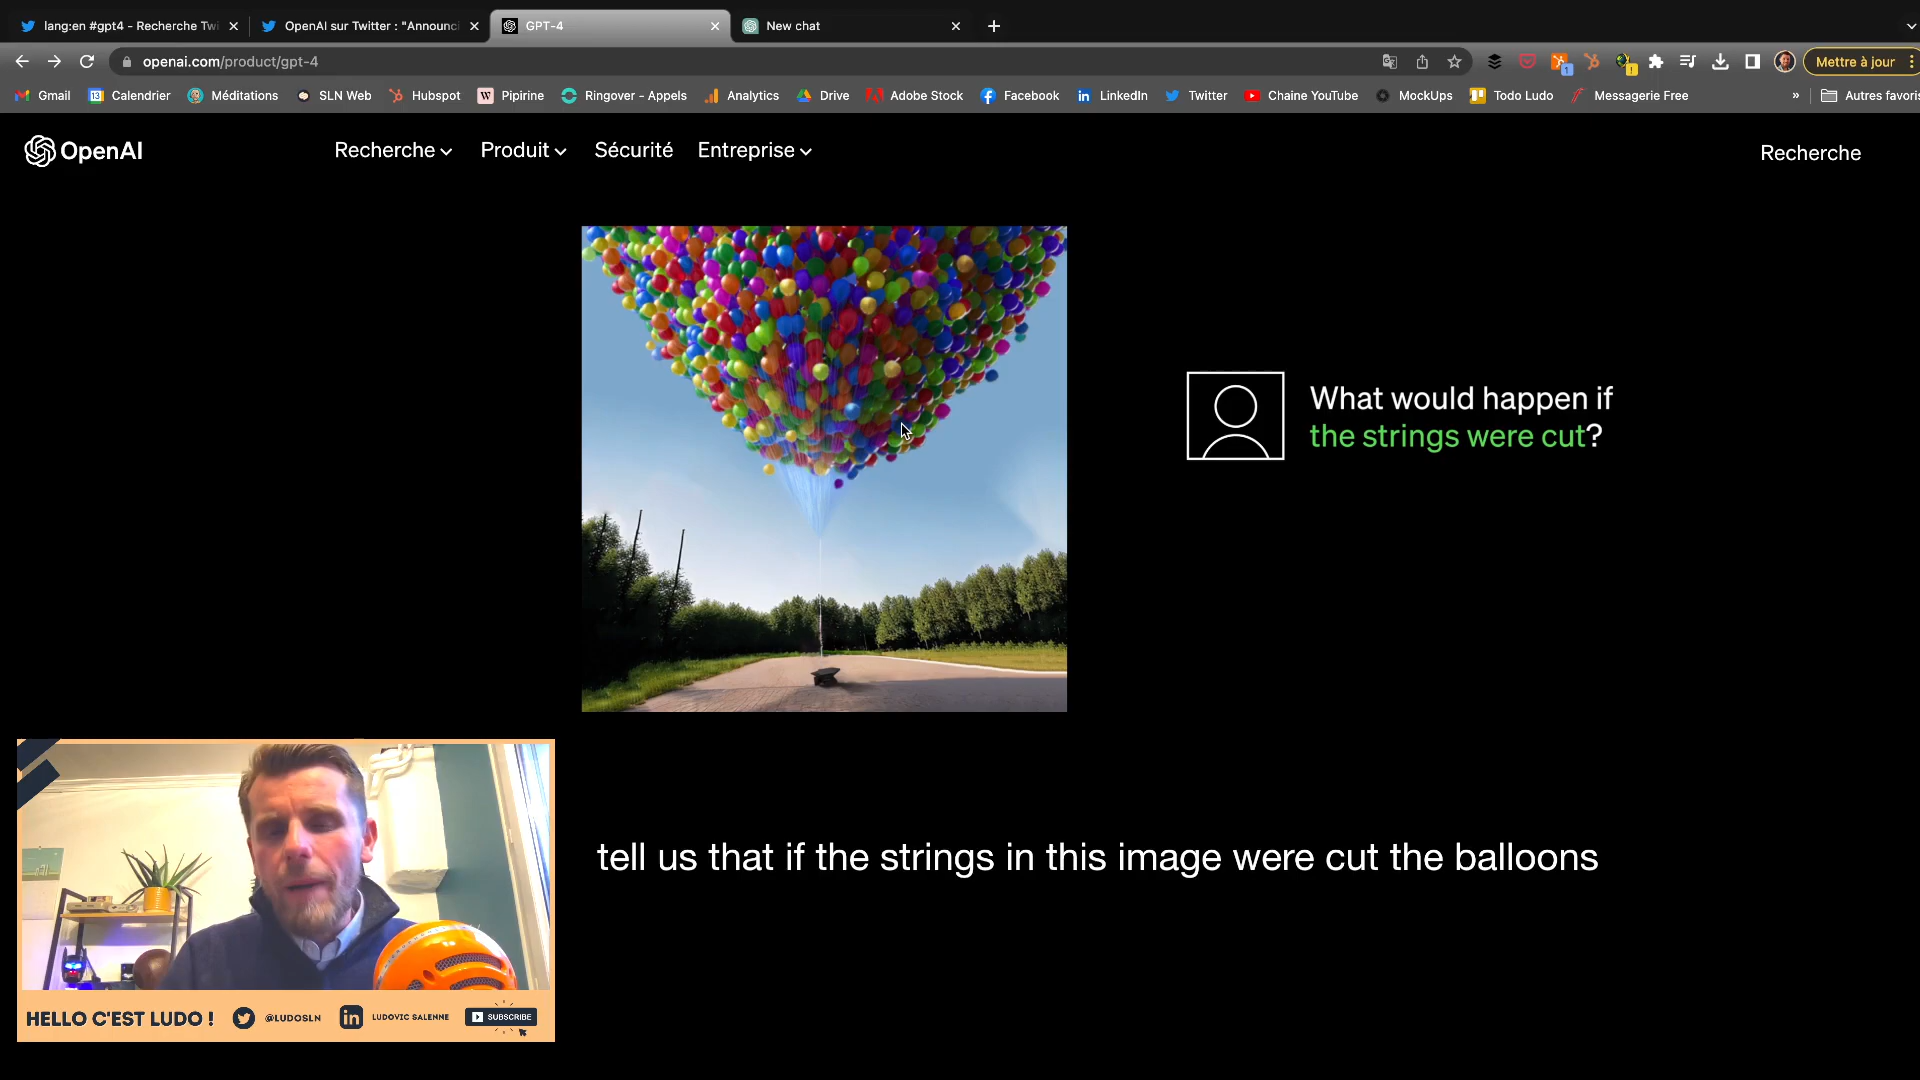 lang:en #gpt4 - Recherche Twi
OpenAI sur Twitter : "Announci
GPT-4
New chat
openai.com/product/gpt-4
Mettre à jour
Gmail
Calendrier
Méditations
SLN Web
Hubspot
Pipirine
Ringover - Appels
Analytics
Drive
Adobe Stock
Facebook
LinkedIn
Twitter
Chaine YouTube
MockUps
Todo Ludo
Messagerie Free
»
Autres favoris
OpenAI
Recherche
Produit
Sécurité
Entreprise
Recherche
What would happen if
the strings were cut?
tell us that if the strings in this image were cut the balloons
HELLO C'EST LUDO !
@LUDOSLN
LUDOVIC SALENNE
SUBSCRIBE